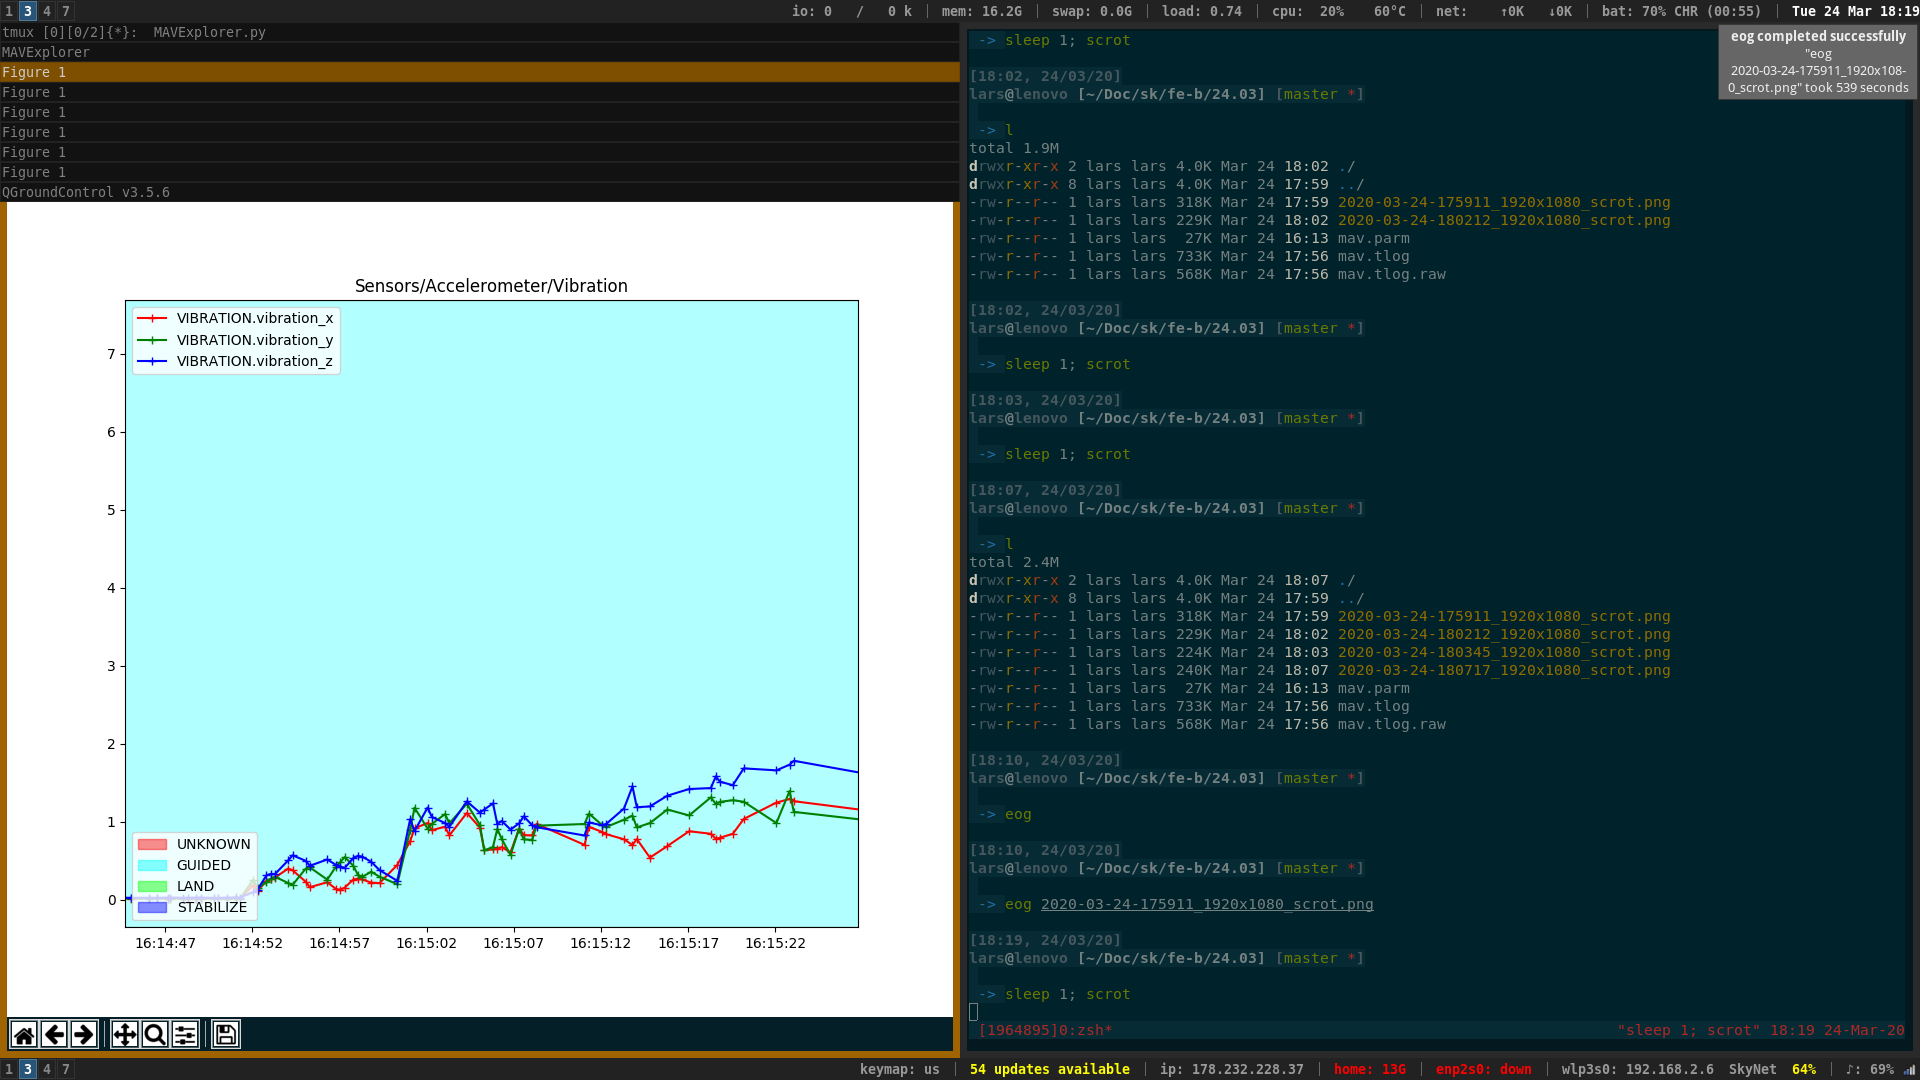 1 3 4 7 io: 0 / 0 k | mem: 16.2G | swap: 0.0G | load: 0.74 | cpu: 20% 60°C | net: ↑0K ↓0K | bat: 70% CHR (00:55) | Tue 24 Mar 18:19
tmux [0][0/2]{*}: MAVExplorer.py
MAVExplorer
Figure 1
Figure 1
Figure 1
Figure 1
Figure 1
Figure 1
QGroundControl v3.5.6
Sensors/Accelerometer/Vibration
VIBRATION.vibration_x
VIBRATION.vibration_y
VIBRATION.vibration_z
7
6
5
4
3
2
1
0
UNKNOWN
GUIDED
LAND
STABILIZE
16:14:47 16:14:52 16:14:57 16:15:02 16:15:07 16:15:12 16:15:17 16:15:22
-> sleep 1; scrot
[18:02, 24/03/20]
lars@lenovo [~/Doc/sk/fe-b/24.03] [master *]
-> l
total 1.9M
drwxr-xr-x 2 lars lars 4.0K Mar 24 18:02 ./
drwxr-xr-x 8 lars lars 4.0K Mar 24 17:59 ../
-rw-r--r-- 1 lars lars 318K Mar 24 17:59 2020-03-24-175911_1920x1080_scrot.png
-rw-r--r-- 1 lars lars 229K Mar 24 18:02 2020-03-24-180212_1920x1080_scrot.png
-rw-r--r-- 1 lars lars 27K Mar 24 16:13 mav.parm
-rw-r--r-- 1 lars lars 733K Mar 24 17:56 mav.tlog
-rw-r--r-- 1 lars lars 568K Mar 24 17:56 mav.tlog.raw
[18:02, 24/03/20]
lars@lenovo [~/Doc/sk/fe-b/24.03] [master *]
-> sleep 1; scrot
[18:03, 24/03/20]
lars@lenovo [~/Doc/sk/fe-b/24.03] [master *]
-> sleep 1; scrot
[18:07, 24/03/20]
lars@lenovo [~/Doc/sk/fe-b/24.03] [master *]
-> l
total 2.4M
drwxr-xr-x 2 lars lars 4.0K Mar 24 18:07 ./
drwxr-xr-x 8 lars lars 4.0K Mar 24 17:59 ../
-rw-r--r-- 1 lars lars 318K Mar 24 17:59 2020-03-24-175911_1920x1080_scrot.png
-rw-r--r-- 1 lars lars 229K Mar 24 18:02 2020-03-24-180212_1920x1080_scrot.png
-rw-r--r-- 1 lars lars 224K Mar 24 18:03 2020-03-24-180345_1920x1080_scrot.png
-rw-r--r-- 1 lars lars 240K Mar 24 18:07 2020-03-24-180717_1920x1080_scrot.png
-rw-r--r-- 1 lars lars 27K Mar 24 16:13 mav.parm
-rw-r--r-- 1 lars lars 733K Mar 24 17:56 mav.tlog
-rw-r--r-- 1 lars lars 568K Mar 24 17:56 mav.tlog.raw
[18:10, 24/03/20]
lars@lenovo [~/Doc/sk/fe-b/24.03] [master *]
-> eog
[18:10, 24/03/20]
lars@lenovo [~/Doc/sk/fe-b/24.03] [master *]
-> eog 2020-03-24-175911_1920x1080_scrot.png
[18:19, 24/03/20]
lars@lenovo [~/Doc/sk/fe-b/24.03] [master *]
-> sleep 1; scrot
[1964895]0:zsh* "sleep 1; scrot" 18:19 24-Mar-20
eog completed successfully
"eog
2020-03-24-175911_1920x108-
0_scrot.png" took 539 seconds
1 3 4 7 keymap: us | 54 updates available | ip: 178.232.228.37 | home: 13G | enp2s0: down | wlp3s0: 192.168.2.6 SkyNet 64% | ♪: 69%